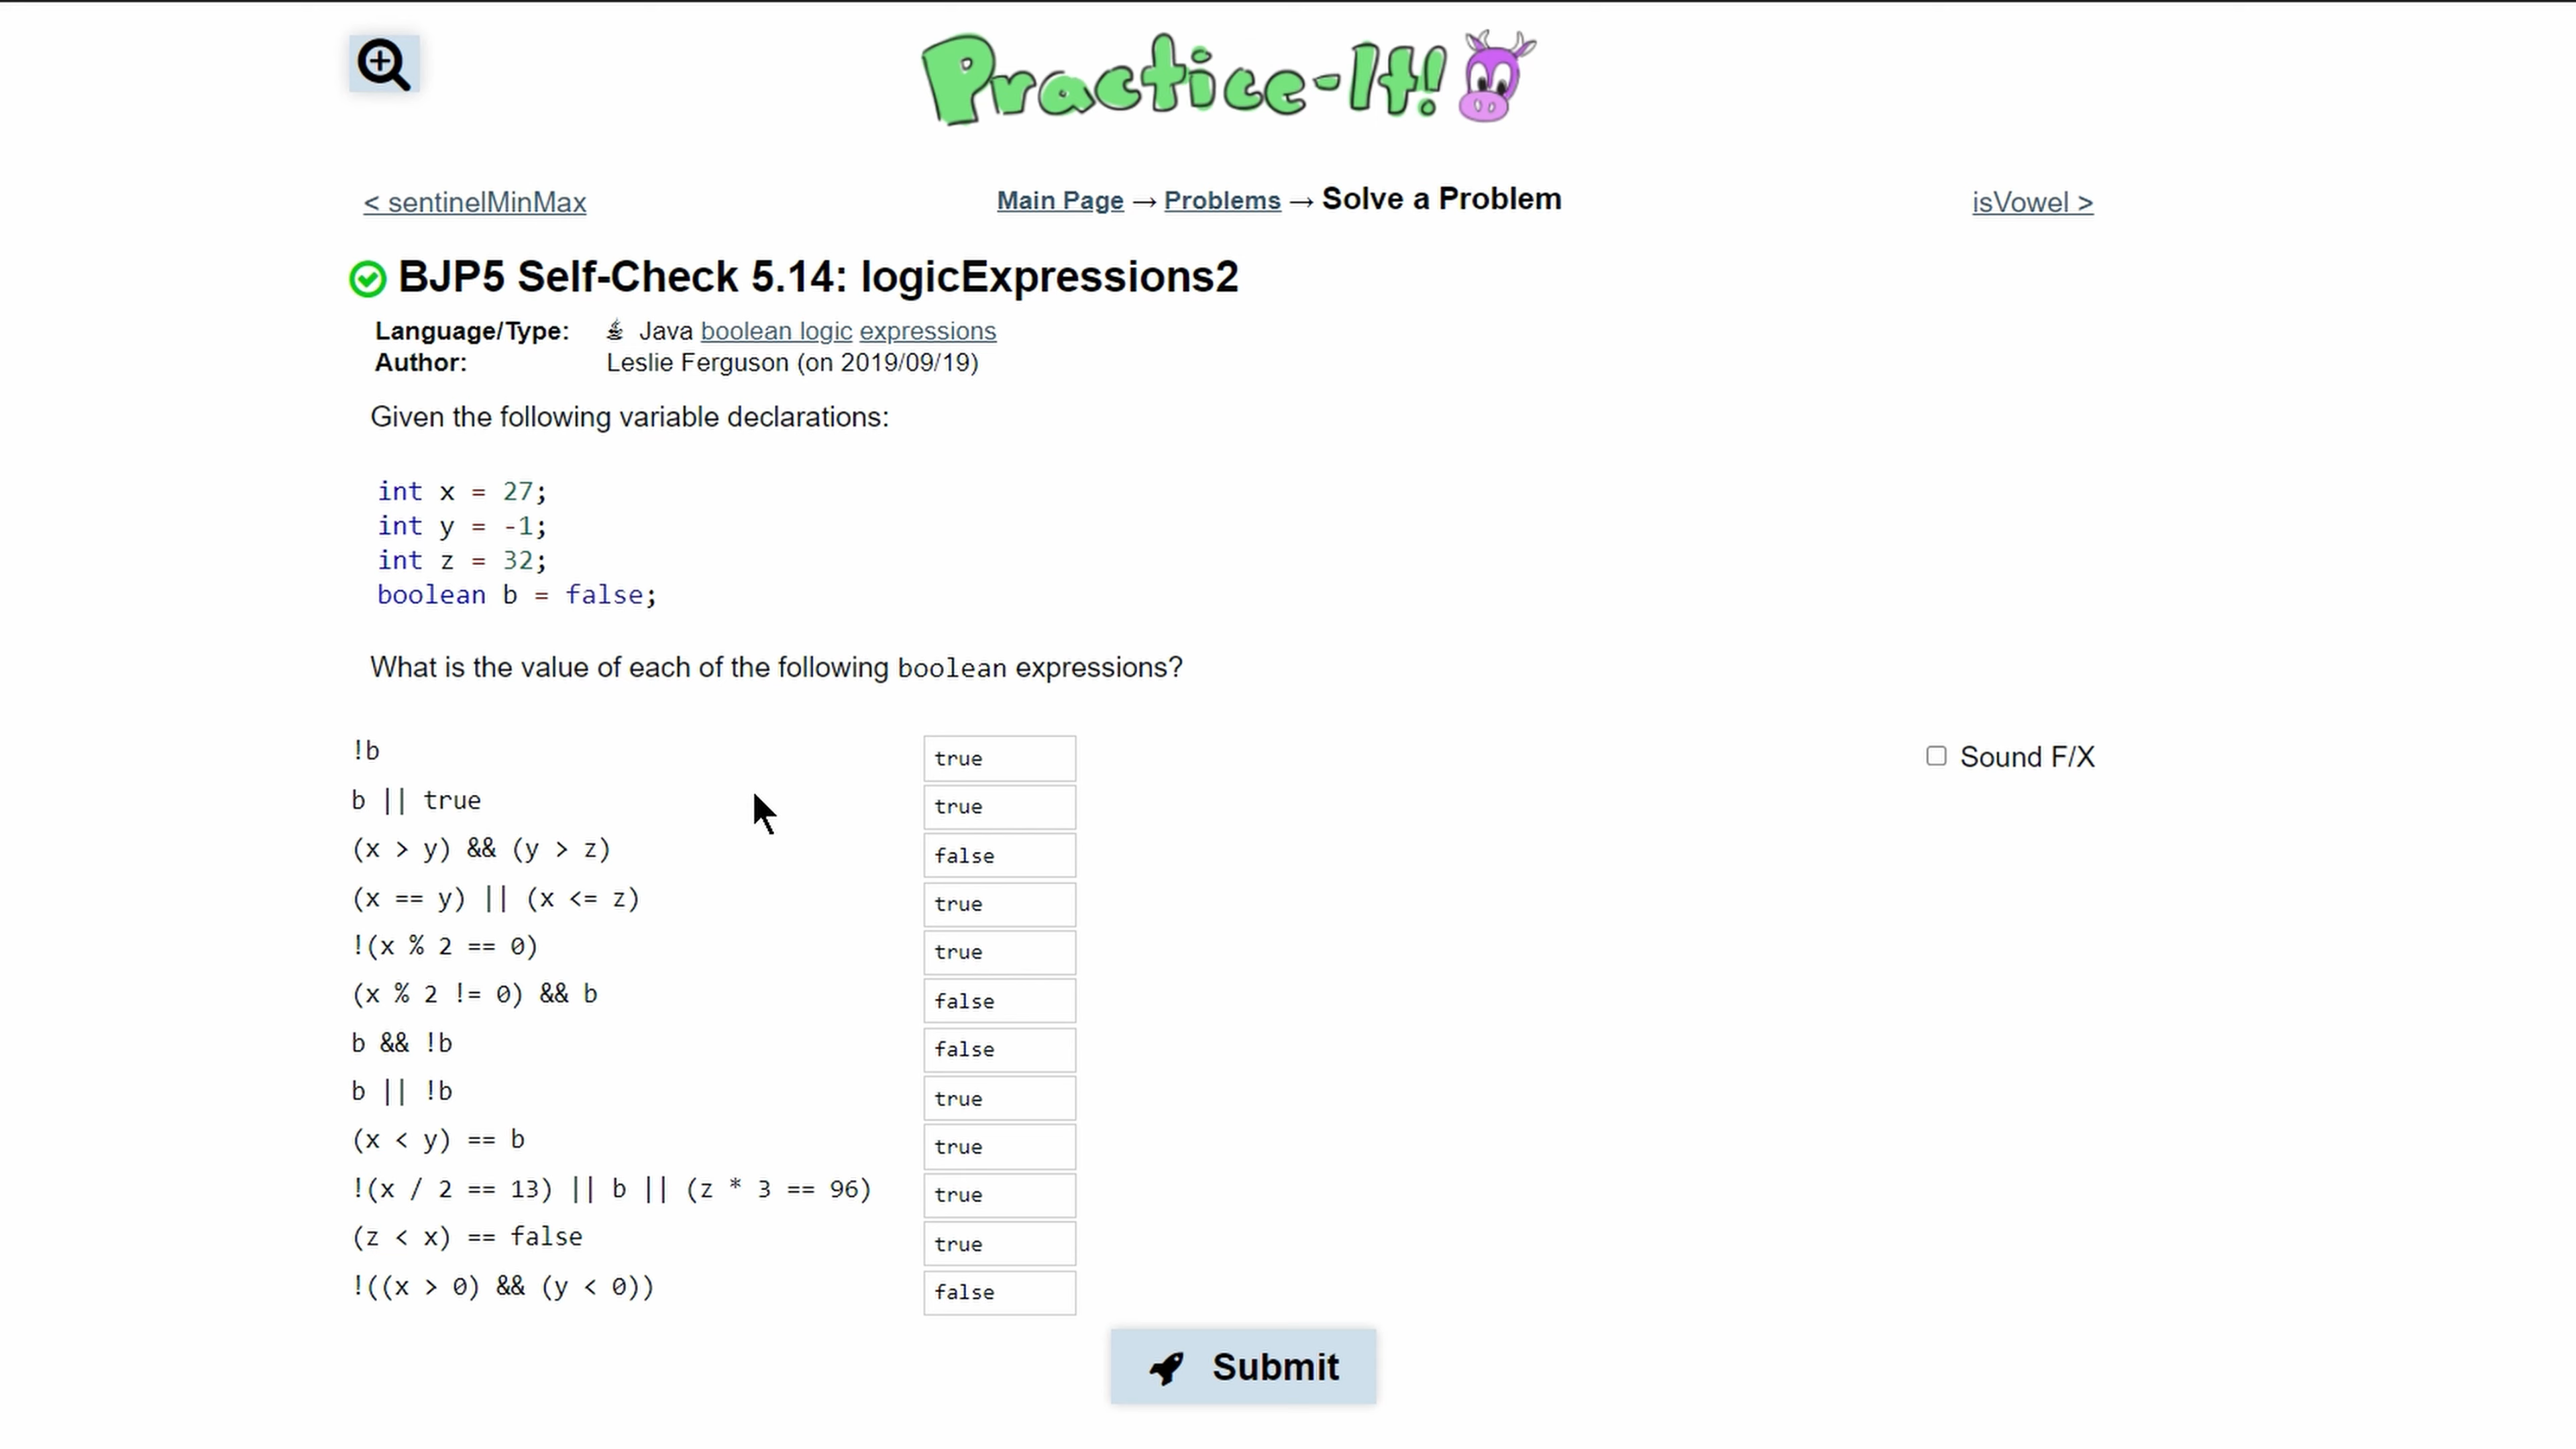 Practice-It!
< sentinelMinMax
Main Page → Problems → Solve a Problem
isVowel >
BJP5 Self-Check 5.14: logicExpressions2
Language/Type: Java boolean logic expressions
Author: Leslie Ferguson (on 2019/09/19)
Given the following variable declarations:
int x = 27;
int y = -1;
int z = 32;
boolean b = false;
What is the value of each of the following boolean expressions?
!b true
Sound F/X
b || true true
(x > y) && (y > z) false
(x == y) || (x <= z) true
!(x % 2 == 0) true
(x % 2 != 0) && b false
b && !b false
b || !b true
(x < y) == b true
!(x / 2 == 13) || b || (z * 3 == 96) true
(z < x) == false true
!((x > 0) && (y < 0)) false
Submit